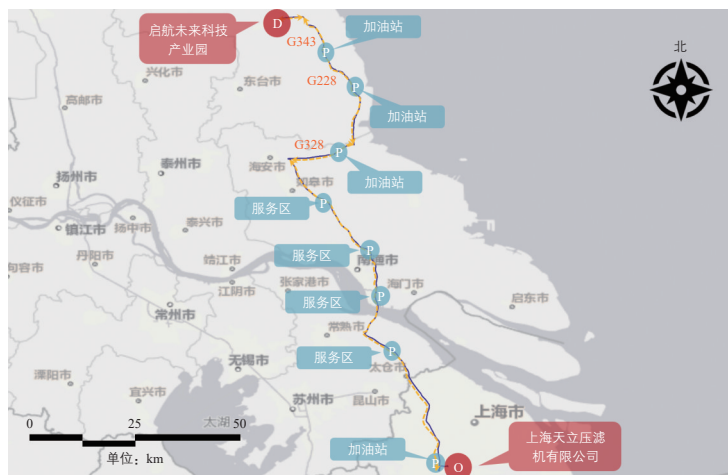 启航未来科技
产业园
D
加油站
P
北
G343
兴化市
东台市
G228
P
高邮市
加油站
G328
P
海安市
泰州市
扬州市
加油站
如皋市
仪征市
服务区
P
扬中市
泰兴市
镇江市
服务区
P
南通市
丹阳市
句容市
江阴市
张家港市
服务区
P
海门市
启东市
常州市
常熟市
服务区
P
无锡市
太仓市
溧阳市
宜兴市
苏州市
昆山市
太湖
上海市
0
25
50
单位：km
加油站
P
O
上海天立压滤
机有限公司